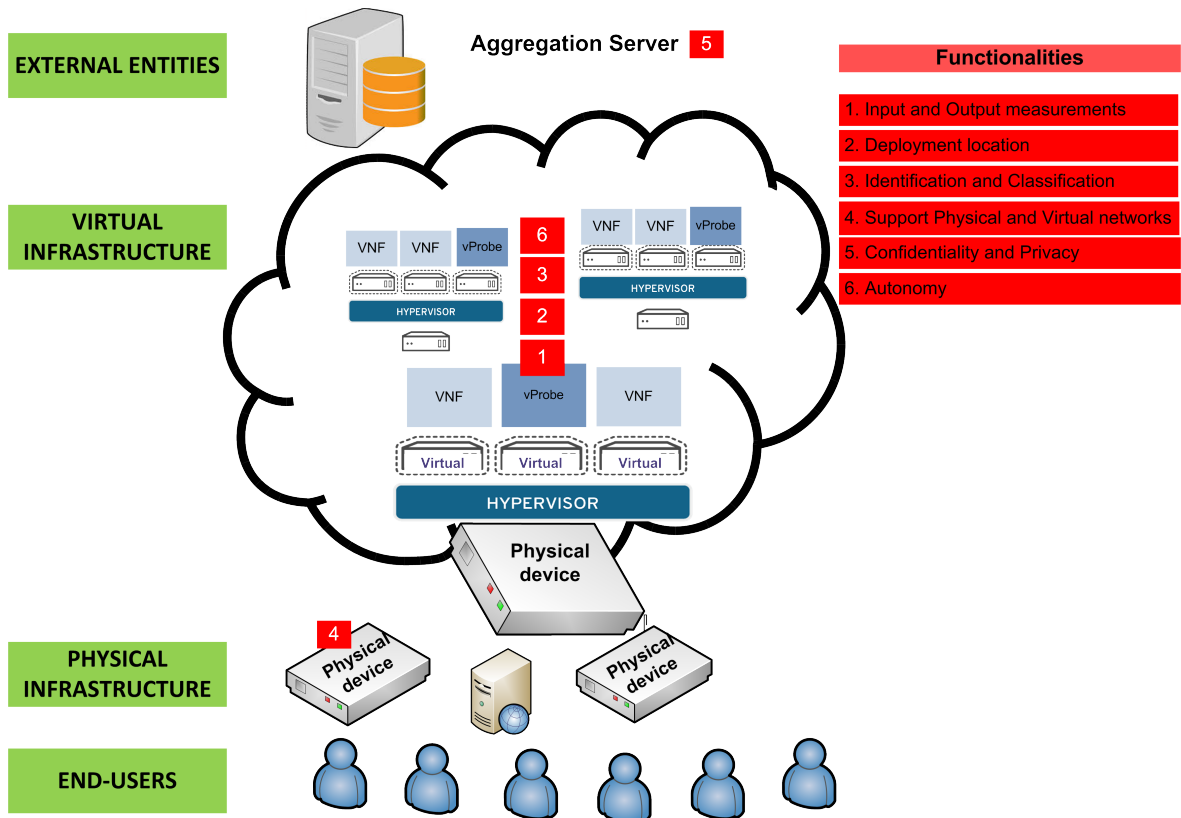 EXTERNAL ENTITIES
Aggregation Server
5
Functionalities
1. Input and Output measurements
2. Deployment location
3. Identification and Classification
4. Support Physical and Virtual networks
5. Confidentiality and Privacy
6. Autonomy
VIRTUAL
INFRASTRUCTURE
VNF
VNF
vProbe
HYPERVISOR
6
3
2
1
VNF
VNF
vProbe
HYPERVISOR
VNF
vProbe
VNF
Virtual
Virtual
Virtual
HYPERVISOR
Physical
device
PHYSICAL
INFRASTRUCTURE
4
Physical
device
Physical
device
END-USERS